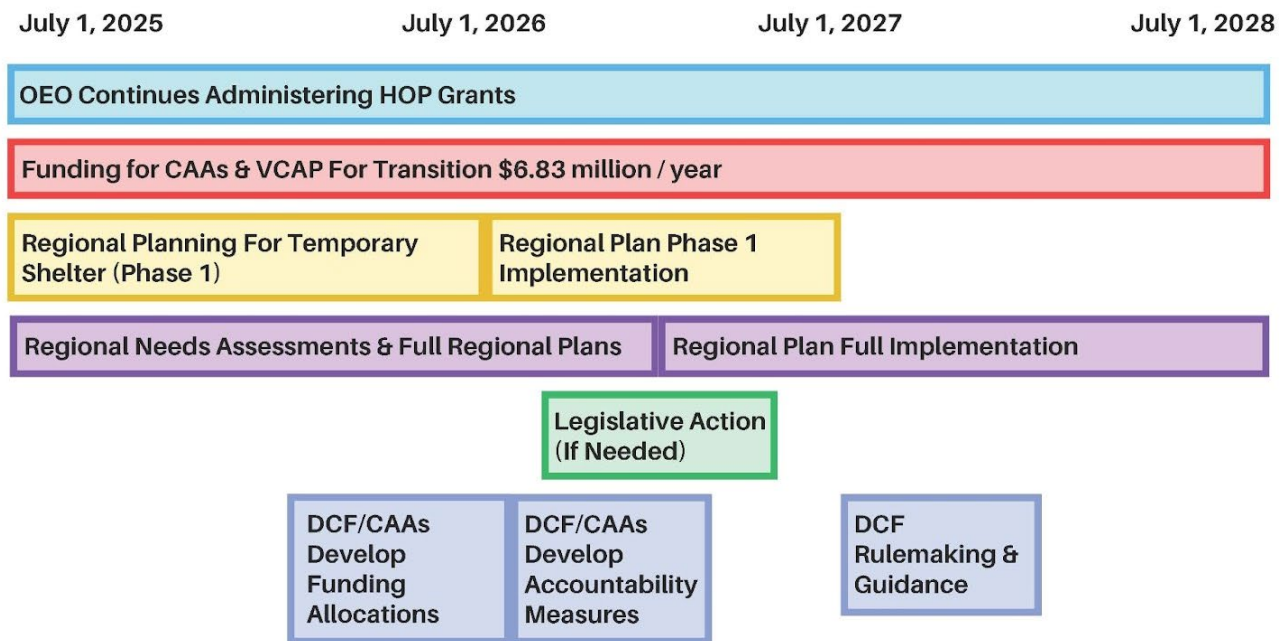 July 1, 2025 July 1, 2026 July 1, 2027 July 1, 2028
OEO Continues Administering HOP Grants
Funding for CAAs & VCAP For Transition $6.83 million / year
Regional Planning For Temporary
Shelter (Phase 1)
Regional Plan Phase 1
Implementation
Regional Needs Assessments & Full Regional Plans
Regional Plan Full Implementation
Legislative Action
(If Needed)
DCF/CAAs
Develop
Funding
Allocations
DCF/CAAs
Develop
Accountability
Measures
DCF
Rulemaking &
Guidance